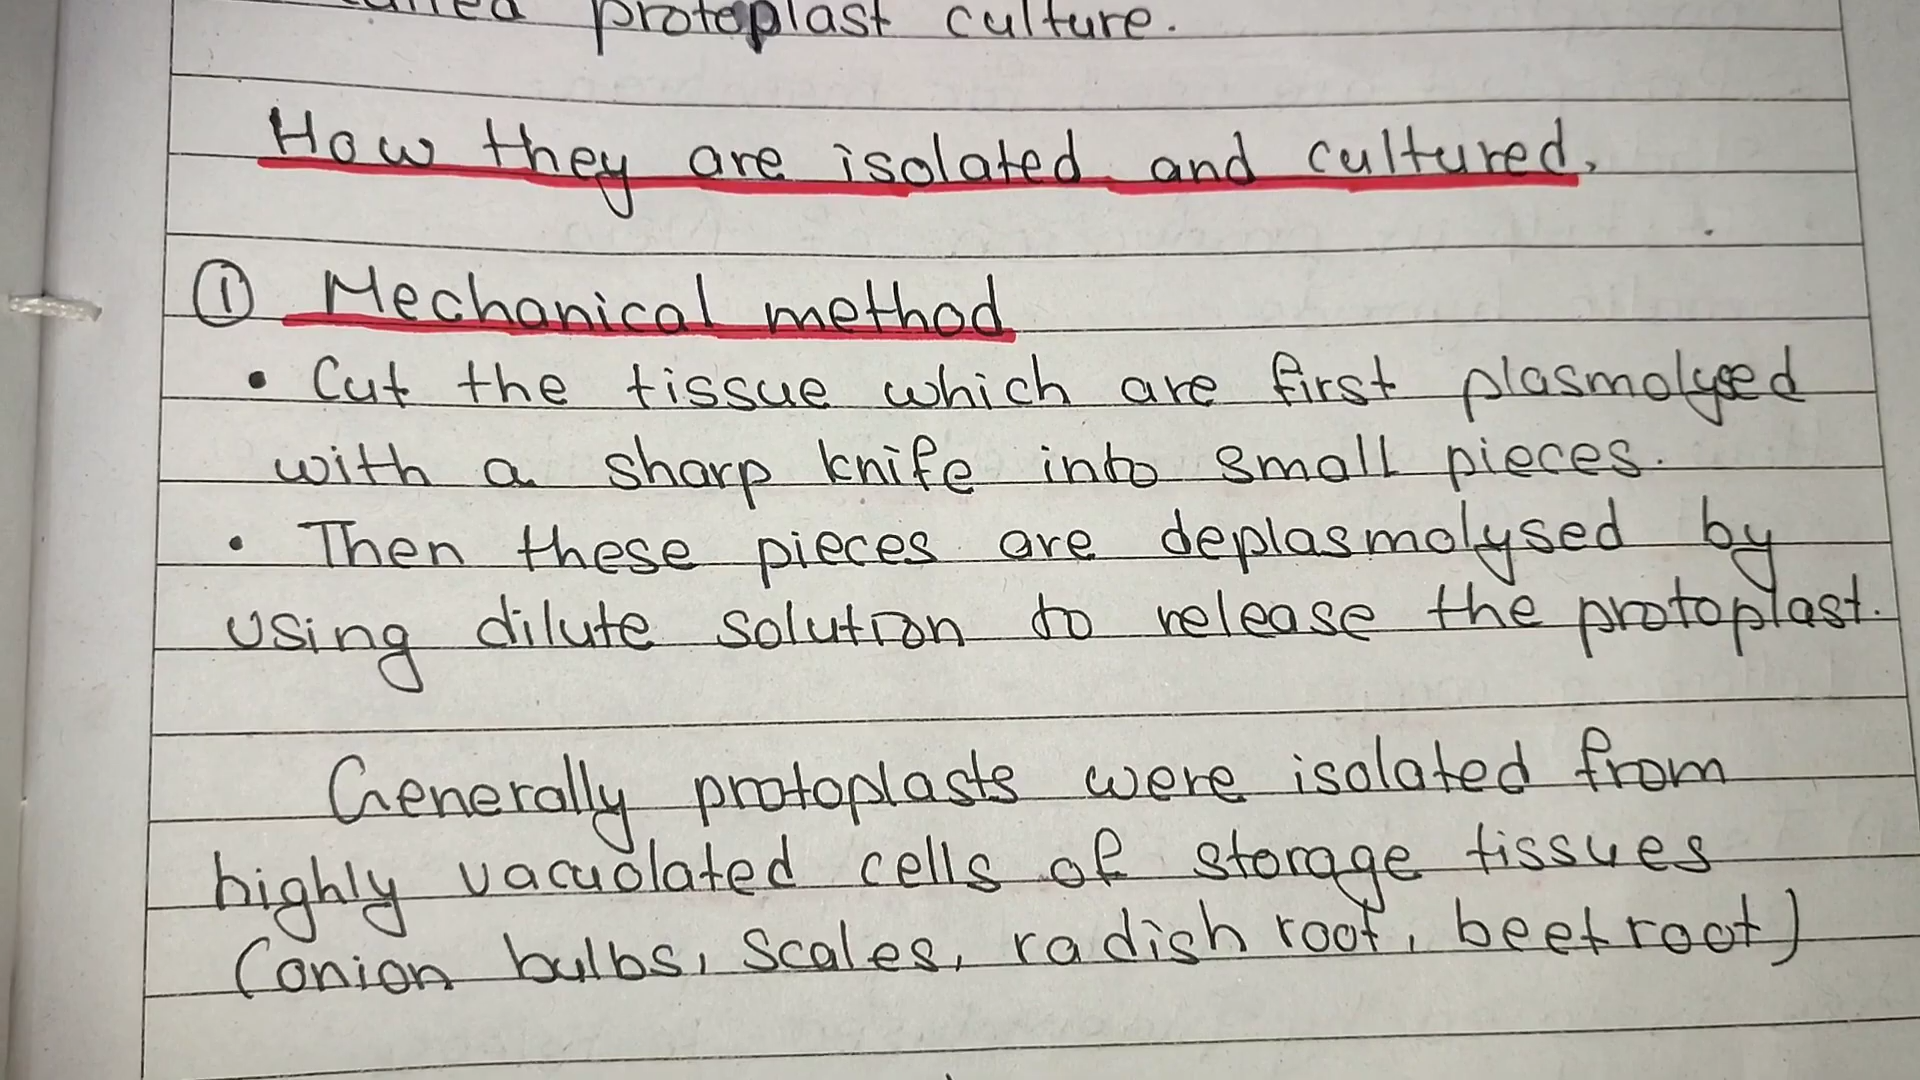 protoplast culture.
How they are isolated and cultured.
① Mechanical method
• Cut the tissue which are first plasmolysed
with a sharp knife into small pieces.
• Then these pieces are deplasmolysed by
using dilute solution to release the protoplast.
Generally protoplasts were isolated from
highly vacuolated cells of storage tissues
(onion bulbs, scales, radish root, beet root)